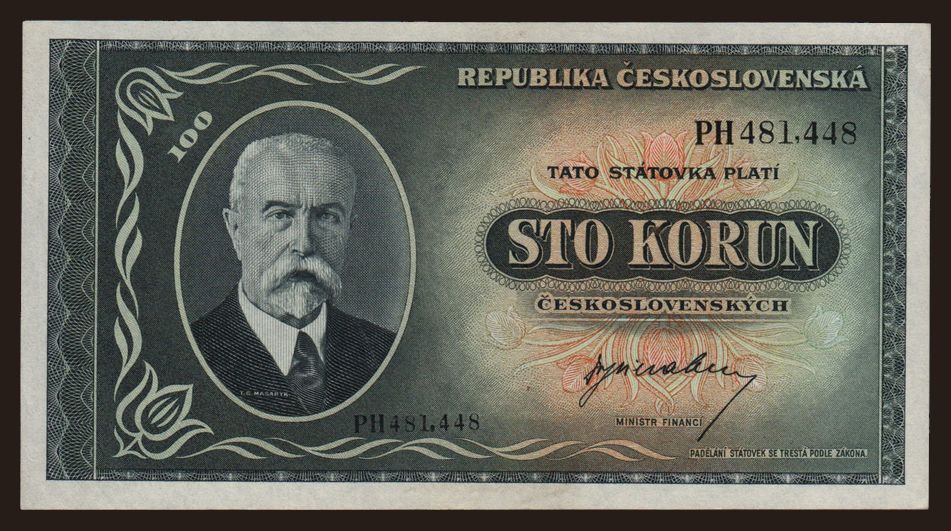 REPUBLIKA ČESKOSLOVENSKÁ
100
PH 481,448
TATO STÁTOVKA PLATÍ
STO KORUN
ČESKOSLOVENSKÝCH
T. G. MASARYK
PH 481,448
MINISTR FINANCÍ
PADĚLÁNÍ STÁTOVEK SE TRESTÁ PODLE ZÁKONA.